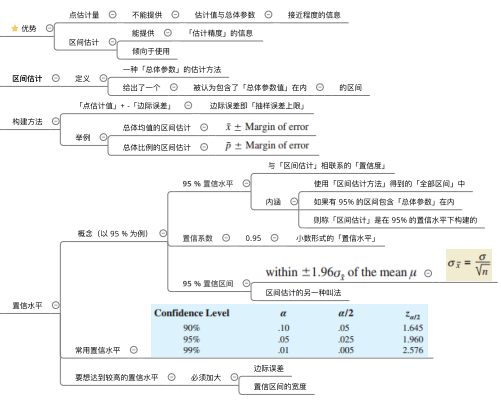 优势
点估计量
不能提供
估计值与总体参数
接近程度的信息
区间估计
能提供
「估计精度」的信息
倾向于使用
区间估计
定义
一种「总体参数」的估计方法
给出了一个
被认为包含了「总体参数值」在内
的区间
构建方法
「点估计值」+ -「边际误差」
边际误差即「抽样误差上限」
举例
总体均值的区间估计
x̄ ± Margin of error
总体比例的区间估计
p̄ ± Margin of error
置信水平
概念（以 95 % 为例）
95 % 置信水平
与「区间估计」相联系的「置信度」
内涵
使用「区间估计方法」得到的「全部区间」中
如果有 95% 的区间包含「总体参数」在内
则称「区间估计」是在 95% 的置信水平下构建的
置信系数
0.95
小数形式的「置信水平」
95 % 置信区间
within ±1.96σx̄ of the mean μ
σx̄ = σ/√n
区间估计的另一种叫法
常用置信水平
Confidence Level α α/2 zα/2
90% .10 .05 1.645
95% .05 .025 1.960
99% .01 .005 2.576
要想达到较高的置信水平
必须加大
边际误差
置信区间的宽度